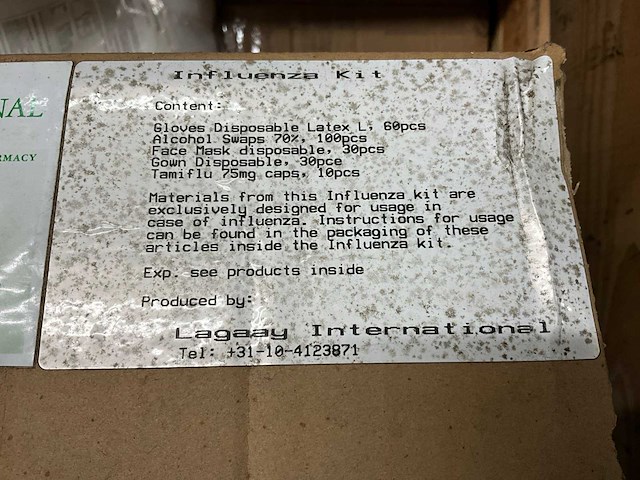 NAL
RMACY
Influenza Kit
Content:
Gloves Disposable Latex L, 60pcs
Alcohol Swaps 70%, 100pcs
Face Mask disposable, 30pcs
Gown Disposable, 30pce
Tamiflu 75mg caps, 10pcs
Materials from this Influenza kit are
exclusively designed for usage in
case of influenza. Instructions for usage
can be found in the packaging of these
articles inside the Influenza kit.
Exp. see products inside
Produced by:
Lagaay International
Tel: +31-10-4123871